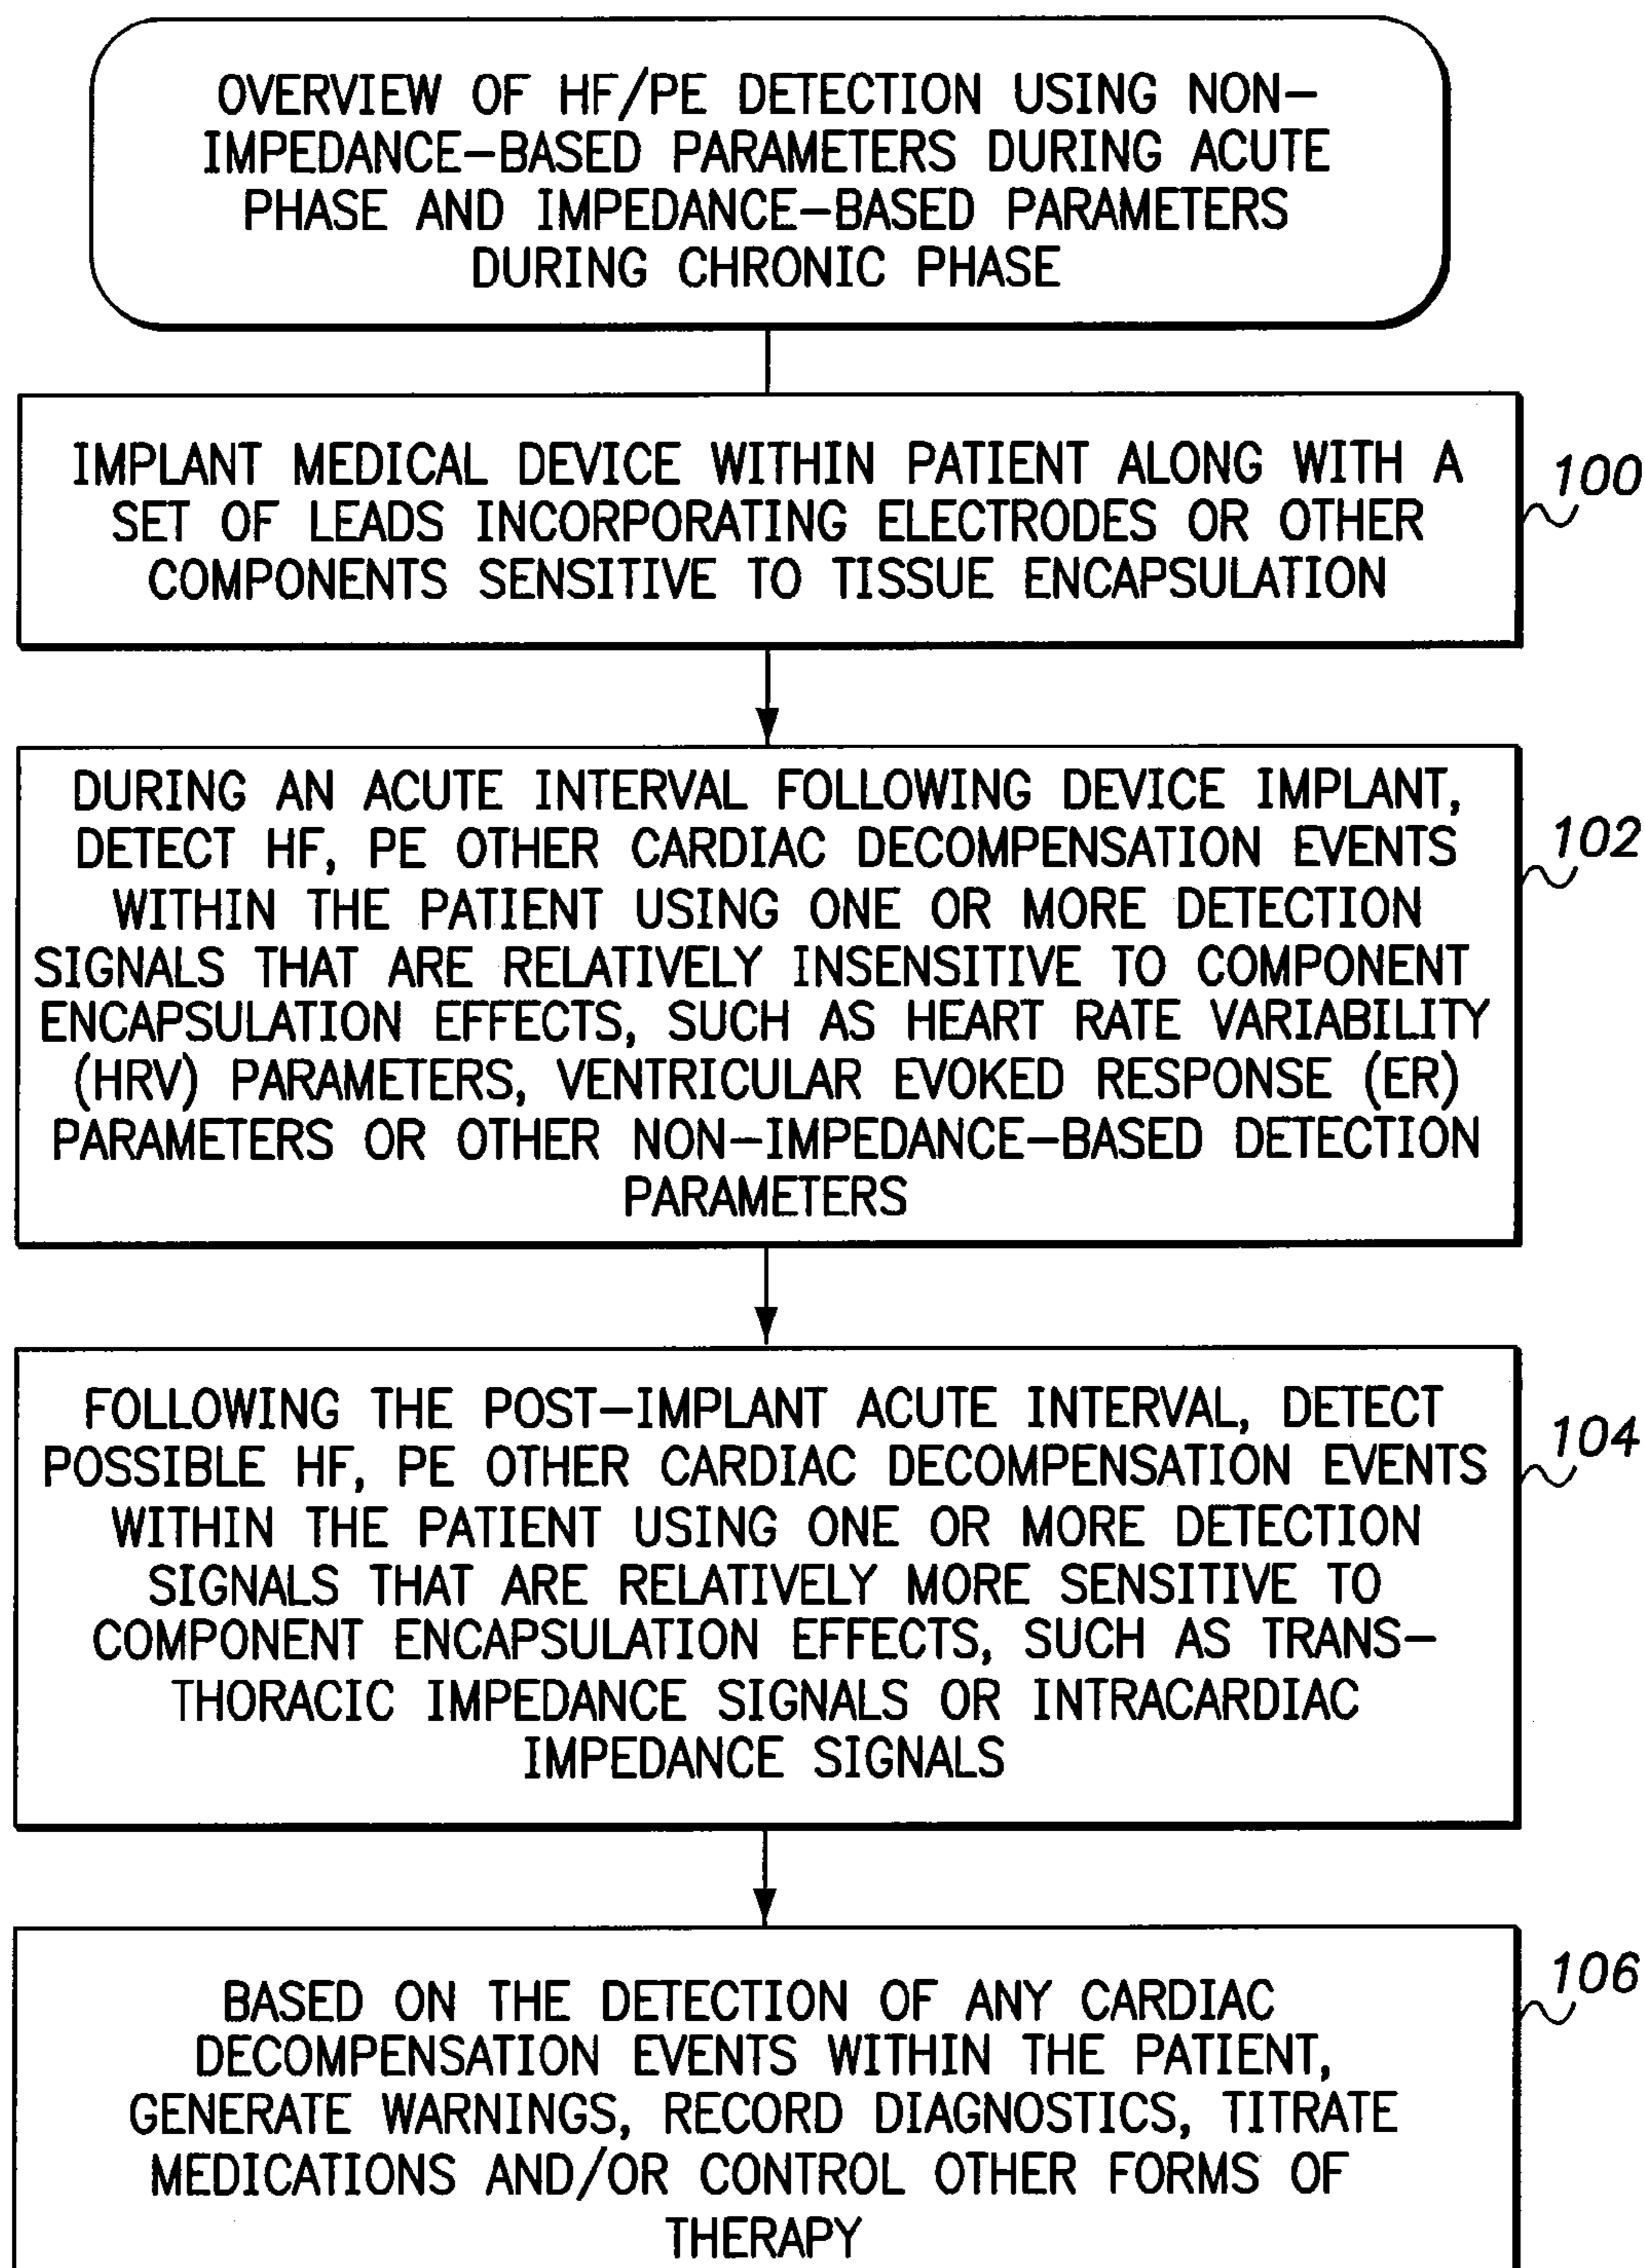 OVERVIEW OF HF/PE DETECTION USING NON-
IMPEDANCE-BASED PARAMETERS DURING ACUTE
PHASE AND IMPEDANCE-BASED PARAMETERS
DURING CHRONIC PHASE
IMPLANT MEDICAL DEVICE WITHIN PATIENT ALONG WITH A
SET OF LEADS INCORPORATING ELECTRODES OR OTHER
COMPONENTS SENSITIVE TO TISSUE ENCAPSULATION
100
DURING AN ACUTE INTERVAL FOLLOWING DEVICE IMPLANT,
DETECT HF, PE OTHER CARDIAC DECOMPENSATION EVENTS
WITHIN THE PATIENT USING ONE OR MORE DETECTION
SIGNALS THAT ARE RELATIVELY INSENSITIVE TO COMPONENT
ENCAPSULATION EFFECTS, SUCH AS HEART RATE VARIABILITY
(HRV) PARAMETERS, VENTRICULAR EVOKED RESPONSE (ER)
PARAMETERS OR OTHER NON-IMPEDANCE-BASED DETECTION
PARAMETERS
102
FOLLOWING THE POST-IMPLANT ACUTE INTERVAL, DETECT
POSSIBLE HF, PE OTHER CARDIAC DECOMPENSATION EVENTS
WITHIN THE PATIENT USING ONE OR MORE DETECTION
SIGNALS THAT ARE RELATIVELY MORE SENSITIVE TO
COMPONENT ENCAPSULATION EFFECTS, SUCH AS TRANS-
THORACIC IMPEDANCE SIGNALS OR INTRACARDIAC
IMPEDANCE SIGNALS
104
BASED ON THE DETECTION OF ANY CARDIAC
DECOMPENSATION EVENTS WITHIN THE PATIENT,
GENERATE WARNINGS, RECORD DIAGNOSTICS, TITRATE
MEDICATIONS AND/OR CONTROL OTHER FORMS OF
THERAPY
106